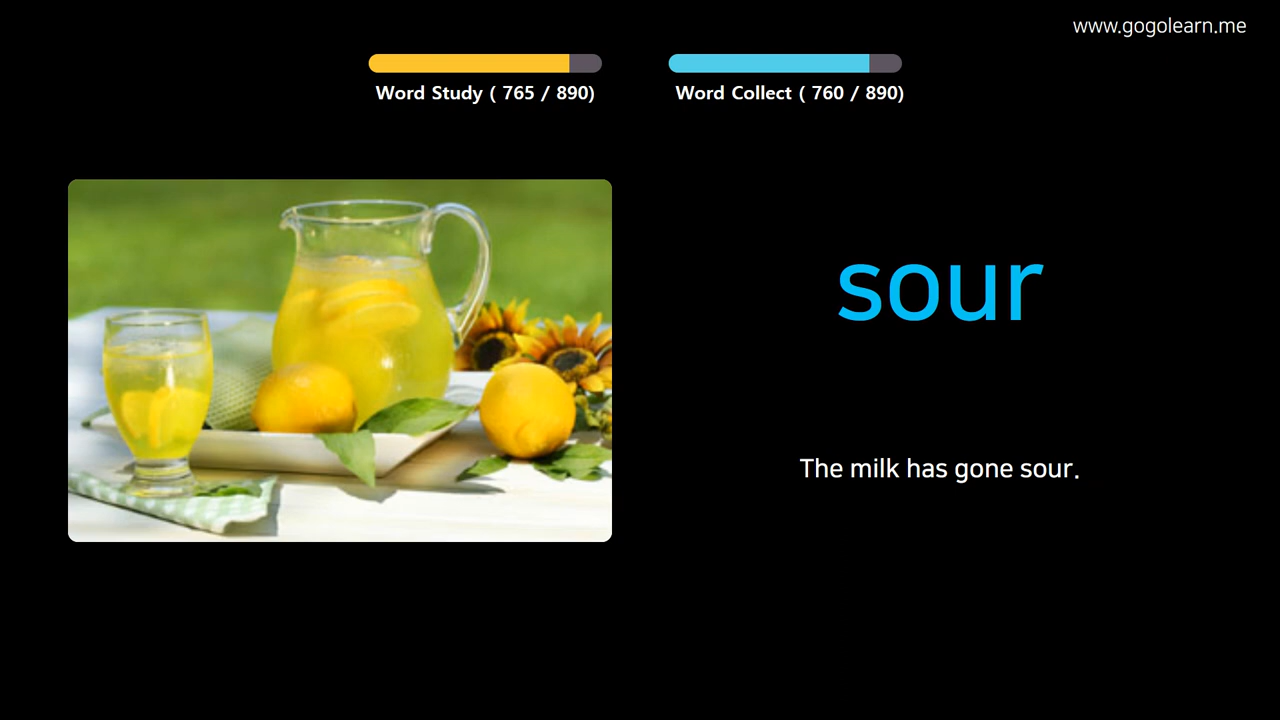 www.gogolearn.me
Word Study ( 765 / 890)
Word Collect ( 760 / 890)
sour
The milk has gone sour.